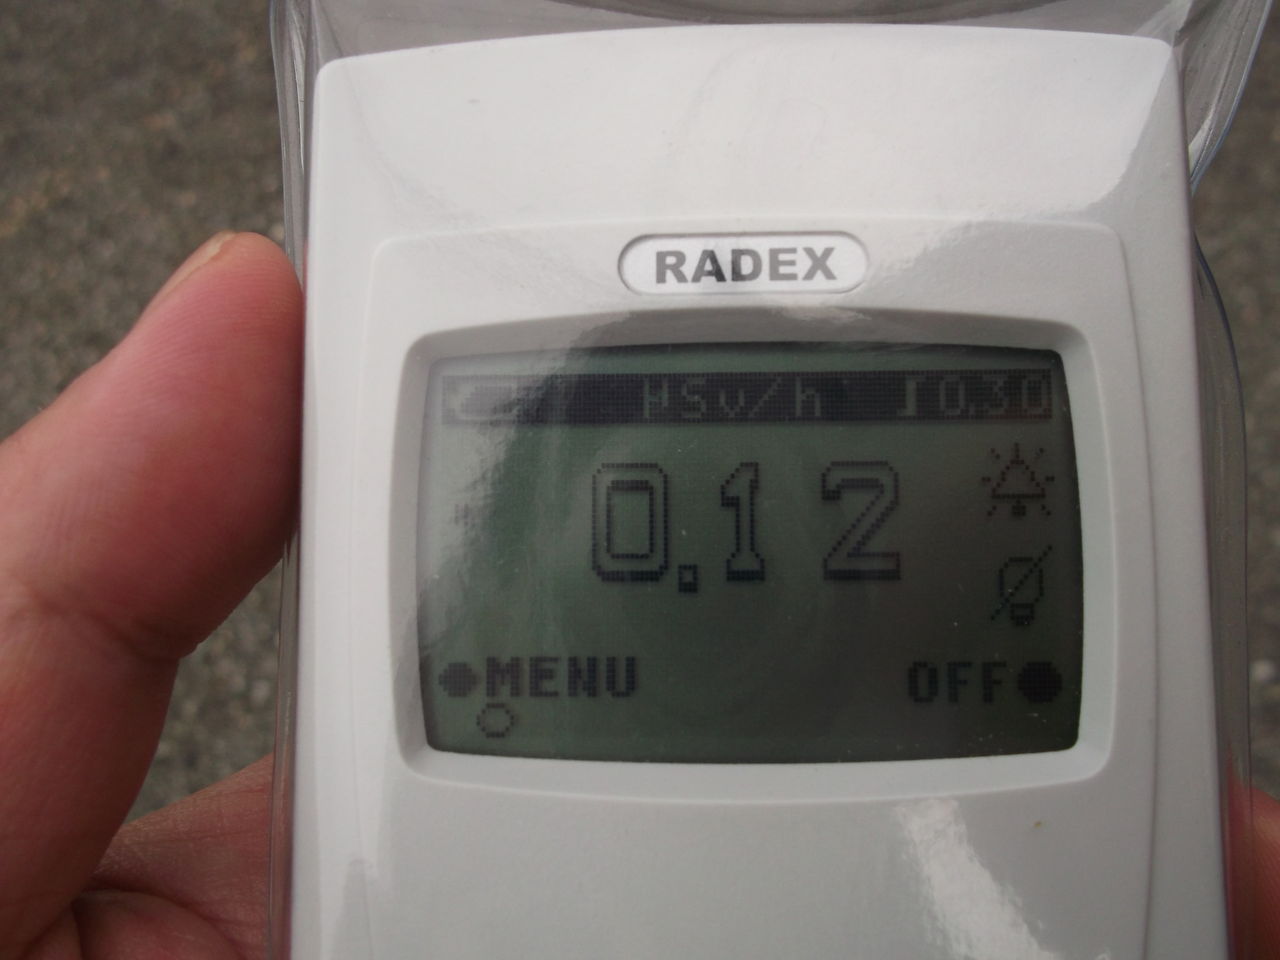 RADEX
µSv/h 0.30
0.12
MENU OFF